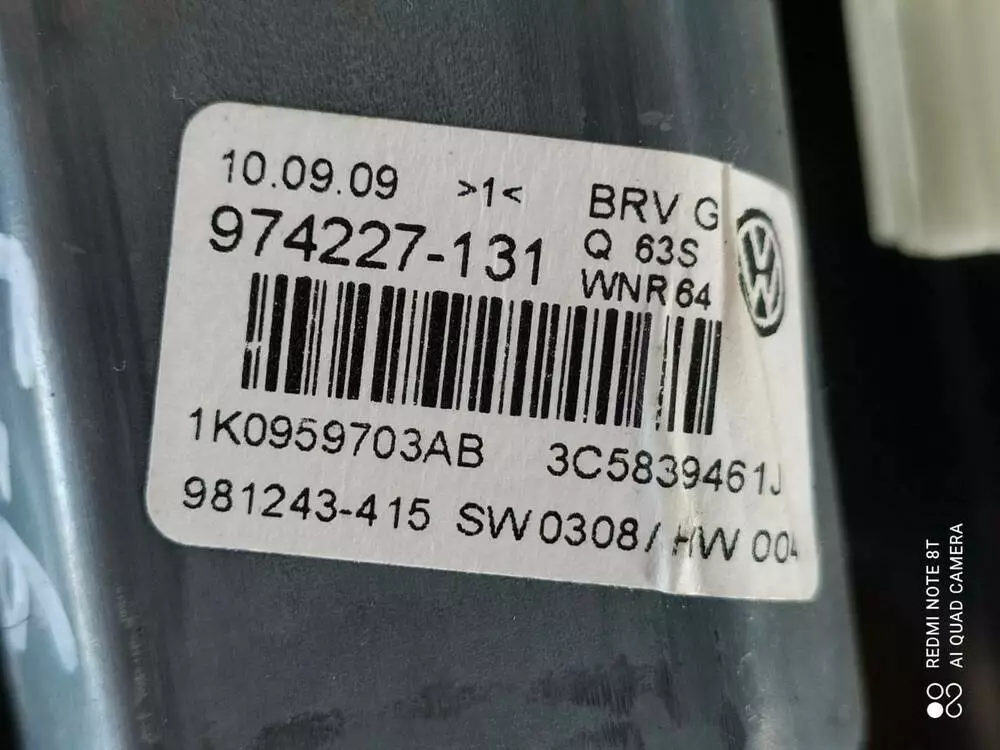 10.09.09 >1< BRV G
974227-131 Q 63S
WNR 64
1K0959703AB 3C5839461J
981243-415 SW 0308/ HW 004
REDMI NOTE 8T
AI QUAD CAMERA